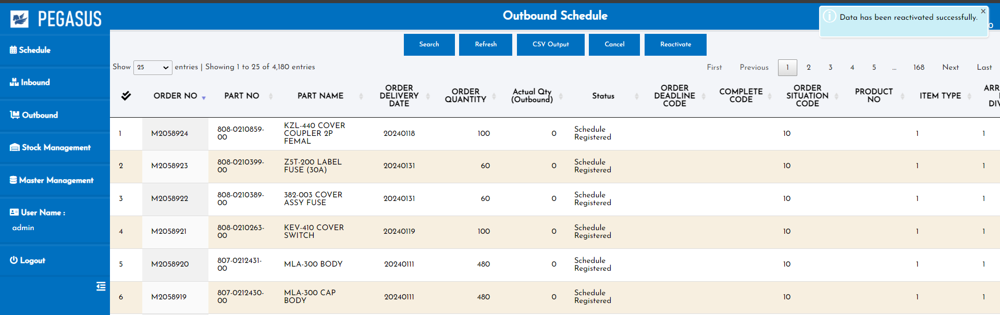 PEGASUS
Outbound Schedule
Data has been reactivated successfully.
Schedule
Inbound
Outbound
Stock Management
Master Management
User Name :
admin
Logout
Search Refresh CSV Output Cancel Reactivate
Show 25 entries | Showing 1 to 25 of 4,180 entries
First Previous 1 2 3 4 5 ... 168 Next Last
ORDER NO
PART NO
PART NAME
ORDER
DELIVERY
DATE
ORDER
QUANTITY
Actual Qty
(Outbound)
Status
ORDER
DEADLINE
CODE
COMPLETE
CODE
ORDER
SITUATION
CODE
PRODUCT
NO
ITEM TYPE
1 M2058924 808-0210859-
00
KZL-440 COVER
COUPLER 2P
FEMAL
20240118 100 0
Schedule
Registered
10 1 1
2 M2058923 808-0210399-
00
Z5T-200 LABEL
FUSE (30A)
20240131 60 0
Schedule
Registered
10 1 1
3 M2058922 808-0210389-
00
382-003 COVER
ASSY FUSE
20240131 60 0
Schedule
Registered
10 1 1
4 M2058921 808-0210263-
00
KEV-410 COVER
SWITCH
20240119 100 0
Schedule
Registered
10 1 1
5 M2058920 807-0212431-
00
MLA-300 BODY
20240111 480 0
Schedule
Registered
10 1 1
6 M2058919 807-0212430-
00
MLA-300 CAP
BODY
20240111 480 0
Schedule
Registered
10 1 1